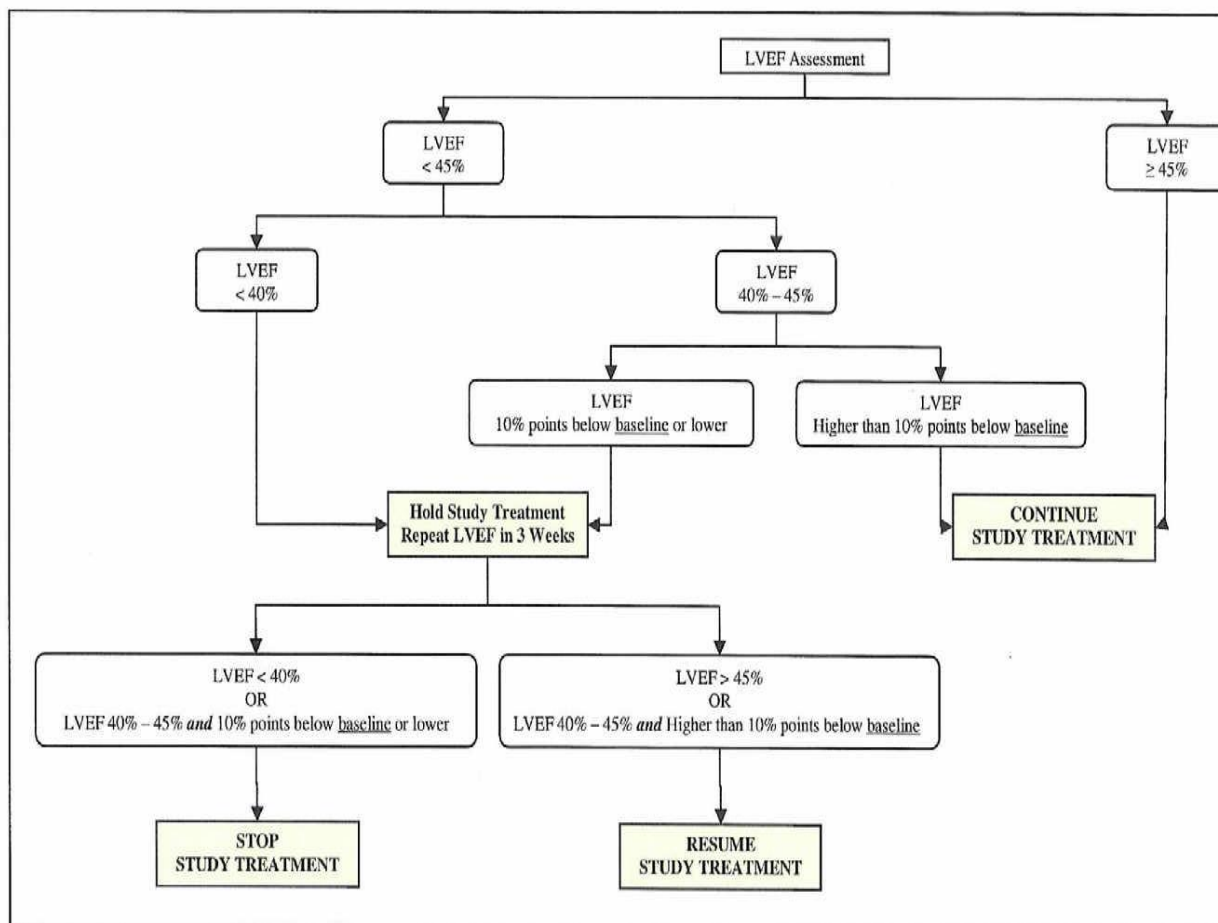 LVEF Assessment
LVEF
< 45%
LVEF
≥ 45%
LVEF
< 40%
LVEF
40% – 45%
LVEF
10% points below baseline or lower
LVEF
Higher than 10% points below baseline
Hold Study Treatment
Repeat LVEF in 3 Weeks
CONTINUE
STUDY TREATMENT
LVEF < 40%
OR
LVEF 40% – 45% and 10% points below baseline or lower
LVEF > 45%
OR
LVEF 40% – 45% and Higher than 10% points below baseline
STOP
STUDY TREATMENT
RESUME
STUDY TREATMENT